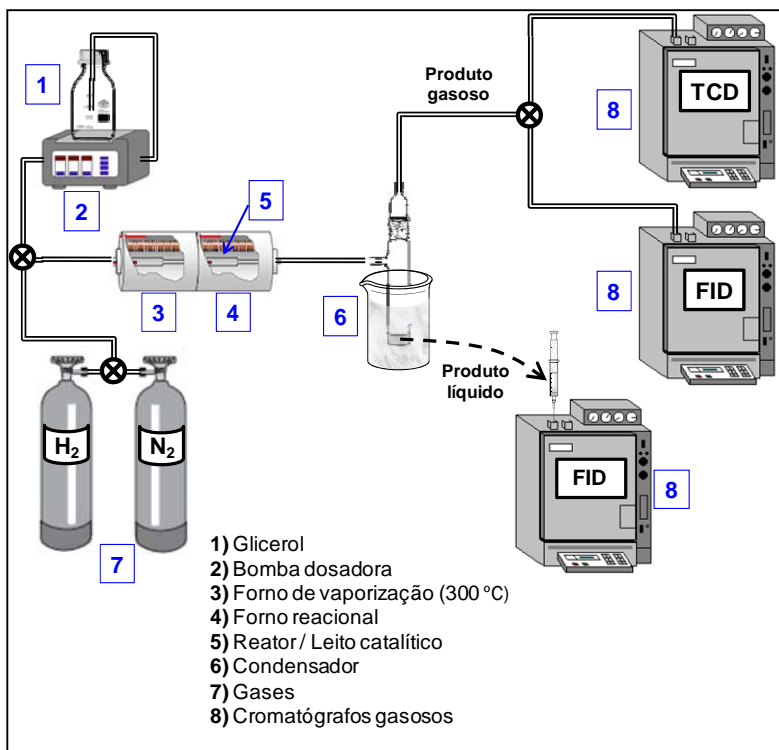 1
2
3
4
5
6
Produto
gasoso
8
TCD
8
FID
Produto
líquido
FID
8
H2
N2
7
1) Glicerol
2) Bomba dosadora
3) Forno de vaporização (300 ºC)
4) Forno reacional
5) Reator / Leito catalítico
6) Condensador
7) Gases
8) Cromatógrafos gasosos